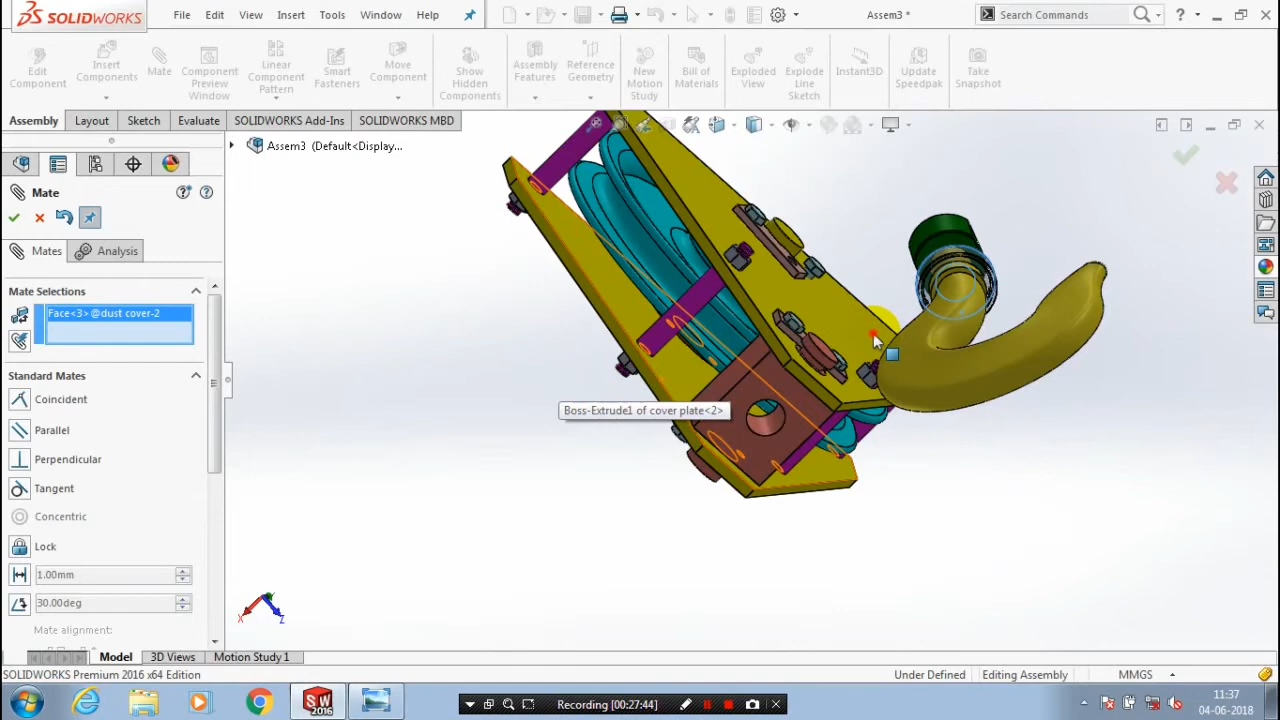 SOLIDWORKS File Edit View Insert Tools Window Help Assem3 * Search Commands ?
Edit Component
Insert Components
Mate
Component Preview Window
Linear Component Pattern
Smart Fasteners
Move Component
Show Hidden Components
Assembly Features
Reference Geometry
New Motion Study
Bill of Materials
Exploded View
Explode Line Sketch
Instant3D
Update Speedpak
Take Snapshot
Assembly Layout Sketch Evaluate SOLIDWORKS Add-Ins SOLIDWORKS MBD
Assem3 (Default<Display...
Mate
Mates Analysis
Mate Selections
Face<3>@dust cover-2
Standard Mates
Coincident
Parallel
Perpendicular
Tangent
Concentric
Lock
1.00mm
30.00deg
Mate alignment:
Boss-Extrude1 of cover plate<2>
X Z
Model 3D Views Motion Study 1
SOLIDWORKS Premium 2016 x64 Edition Under Defined Editing Assembly MMGS
SW 2016
Recording [00:27:44]
11:37
04-06-2018